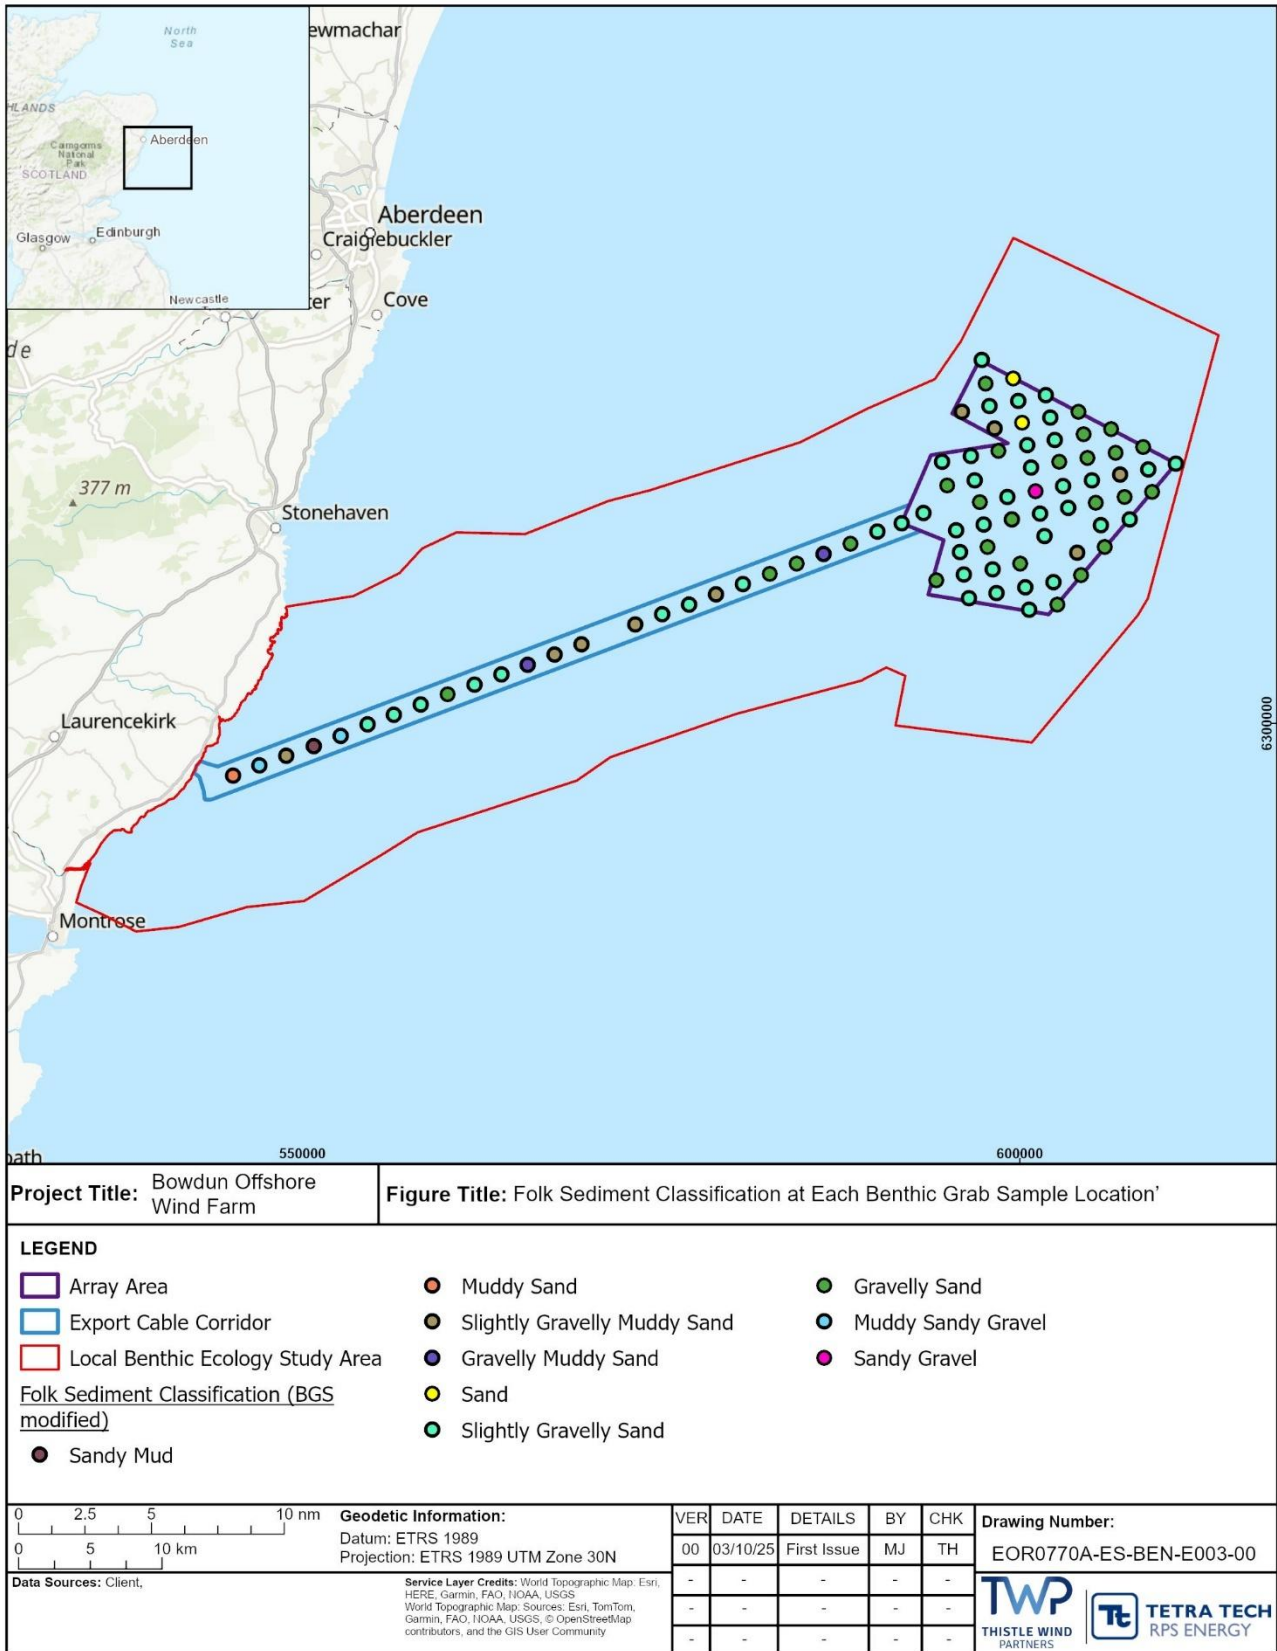 North
Sea
ewmachar
HLANDS
Aberdeen
Cairngorms
National
Park
SCOTLAND
Aberdeen
Craigiebuckler
Glasgow
Edinburgh
Newcastle
ter
Cove
de
377 m
Stonehaven
Laurencekirk
6300000
Montrose
path
550000
600000
Project Title: Bowdun Offshore
Wind Farm
Figure Title: Folk Sediment Classification at Each Benthic Grab Sample Location'
LEGEND
Array Area
Export Cable Corridor
Local Benthic Ecology Study Area
Folk Sediment Classification (BGS
modified)
Sandy Mud
Muddy Sand
Slightly Gravelly Muddy Sand
Gravelly Muddy Sand
Sand
Slightly Gravelly Sand
Gravelly Sand
Muddy Sandy Gravel
Sandy Gravel
0 2.5 5 10 nm
0 5 10 km
Geodetic Information:
Datum: ETRS 1989
Projection: ETRS 1989 UTM Zone 30N
VER DATE DETAILS BY CHK
00 03/10/25 First Issue MJ TH
- - - - -
- - - - -
- - - - -
Drawing Number:
EOR0770A-ES-BEN-E003-00
Data Sources: Client,
Service Layer Credits: World Topographic Map: Esri,
HERE, Garmin, FAO, NOAA, USGS
World Topographic Map: Sources: Esri, TomTom,
Garmin, FAO, NOAA, USGS, © OpenStreetMap
contributors, and the GIS User Community
TWP
THISTLE WIND
PARTNERS
Tt
TETRA TECH
RPS ENERGY